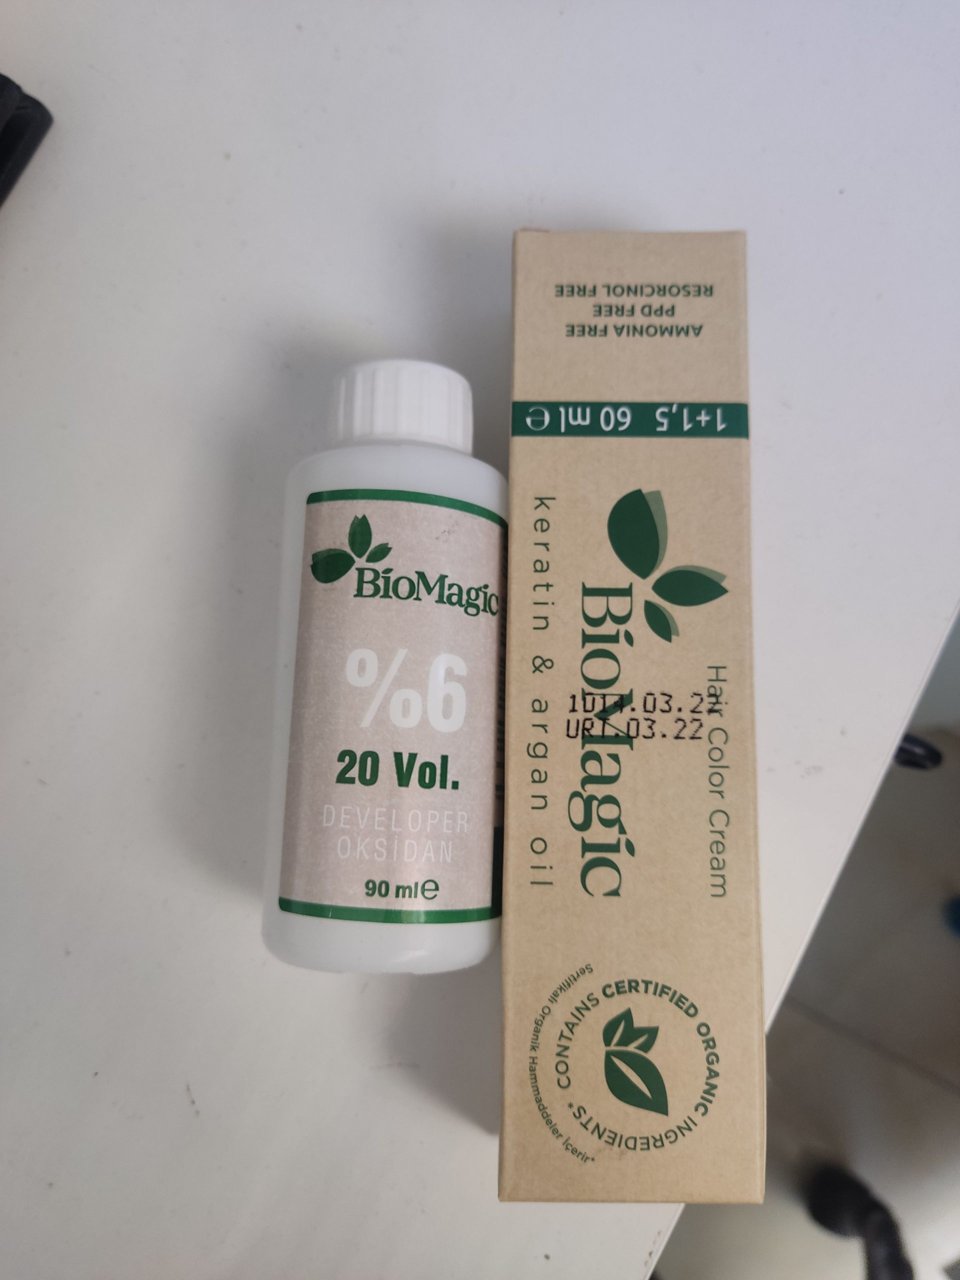 BioMagic
%6
20 Vol.
DEVELOPER
OKSİDAN
90 ml e
AMMONIA FREE
PPD FREE
RESORCINOL FREE
1+1,5 60 ml e
BioMagic
keratin & argan oil
Hair Color Cream
URT.03.22
CONTAINS CERTIFIED ORGANIC INGREDIENTS*
Sertifikalı Organik Hammaddeler İçerir*